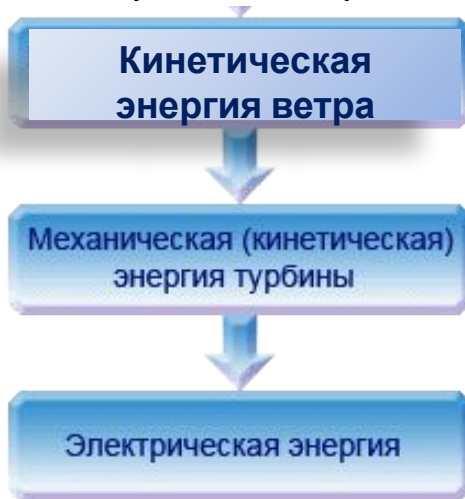 Кинетическая
энергия ветра
Механическая (кинетическая)
энергия турбины
Электрическая энергия